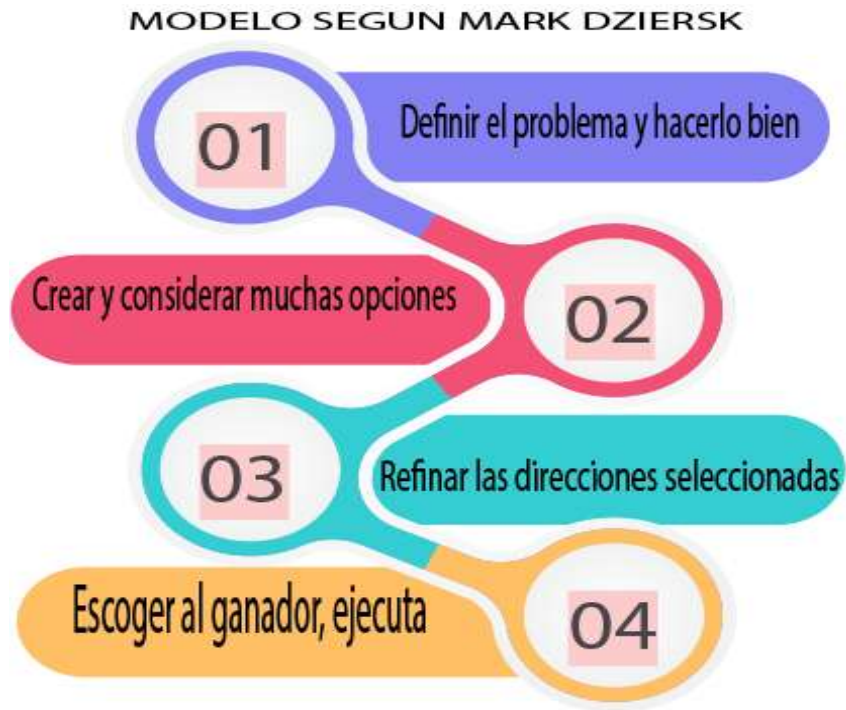 MODELO SEGUN MARK DZIERSK
01
Definir el problema y hacerlo bien
Crear y considerar muchas opciones
02
03
Refinar las direcciones seleccionadas
Escoger al ganador, ejecuta
04